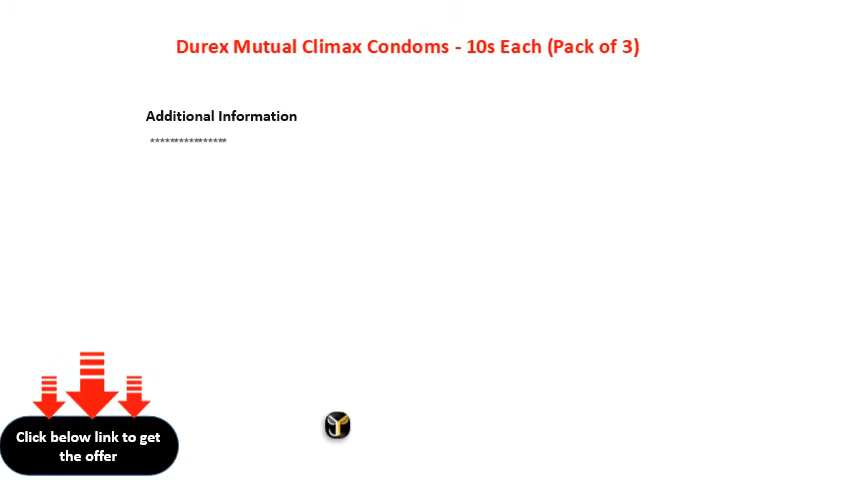 Durex Mutual Climax Condoms - 10s Each (Pack of 3)
Additional Information
****************
Click below link to get
the offer